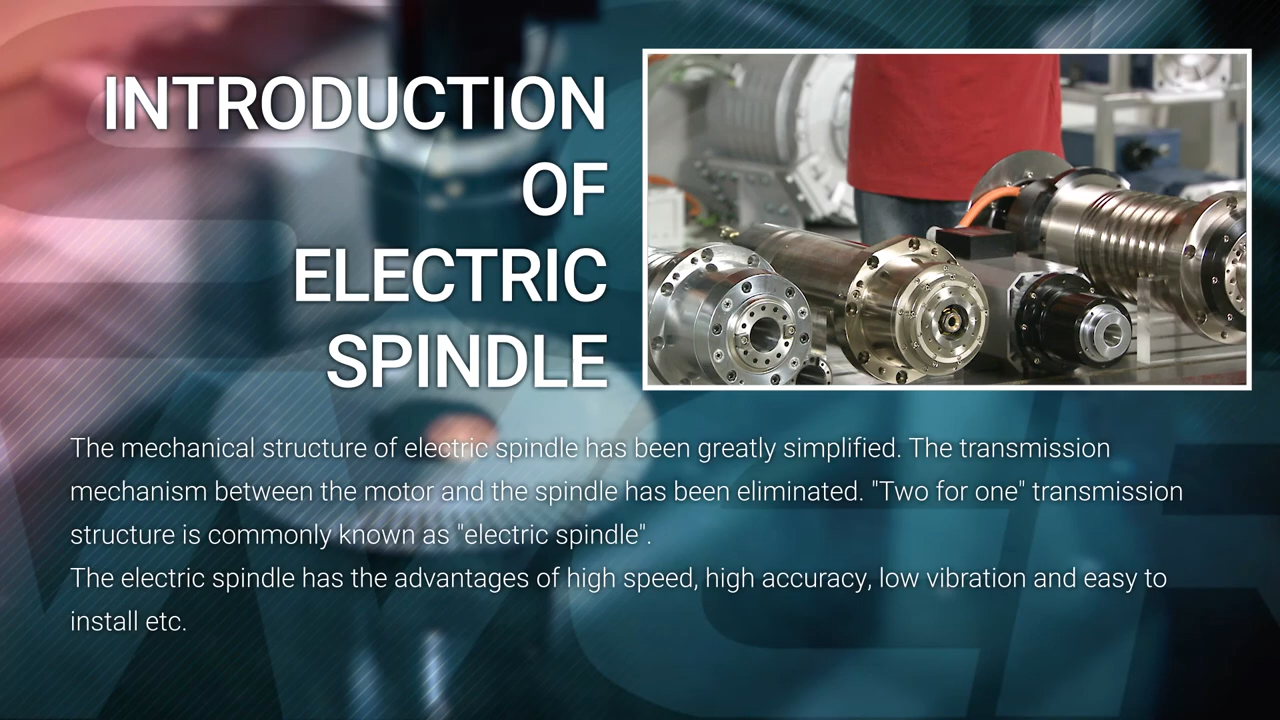 INTRODUCTION
OF
ELECTRIC
SPINDLE
The mechanical structure of electric spindle has been greatly simplified. The transmission
mechanism between the motor and the spindle has been eliminated. "Two for one" transmission
structure is commonly known as "electric spindle".
The electric spindle has the advantages of high speed, high accuracy, low vibration and easy to
install etc.